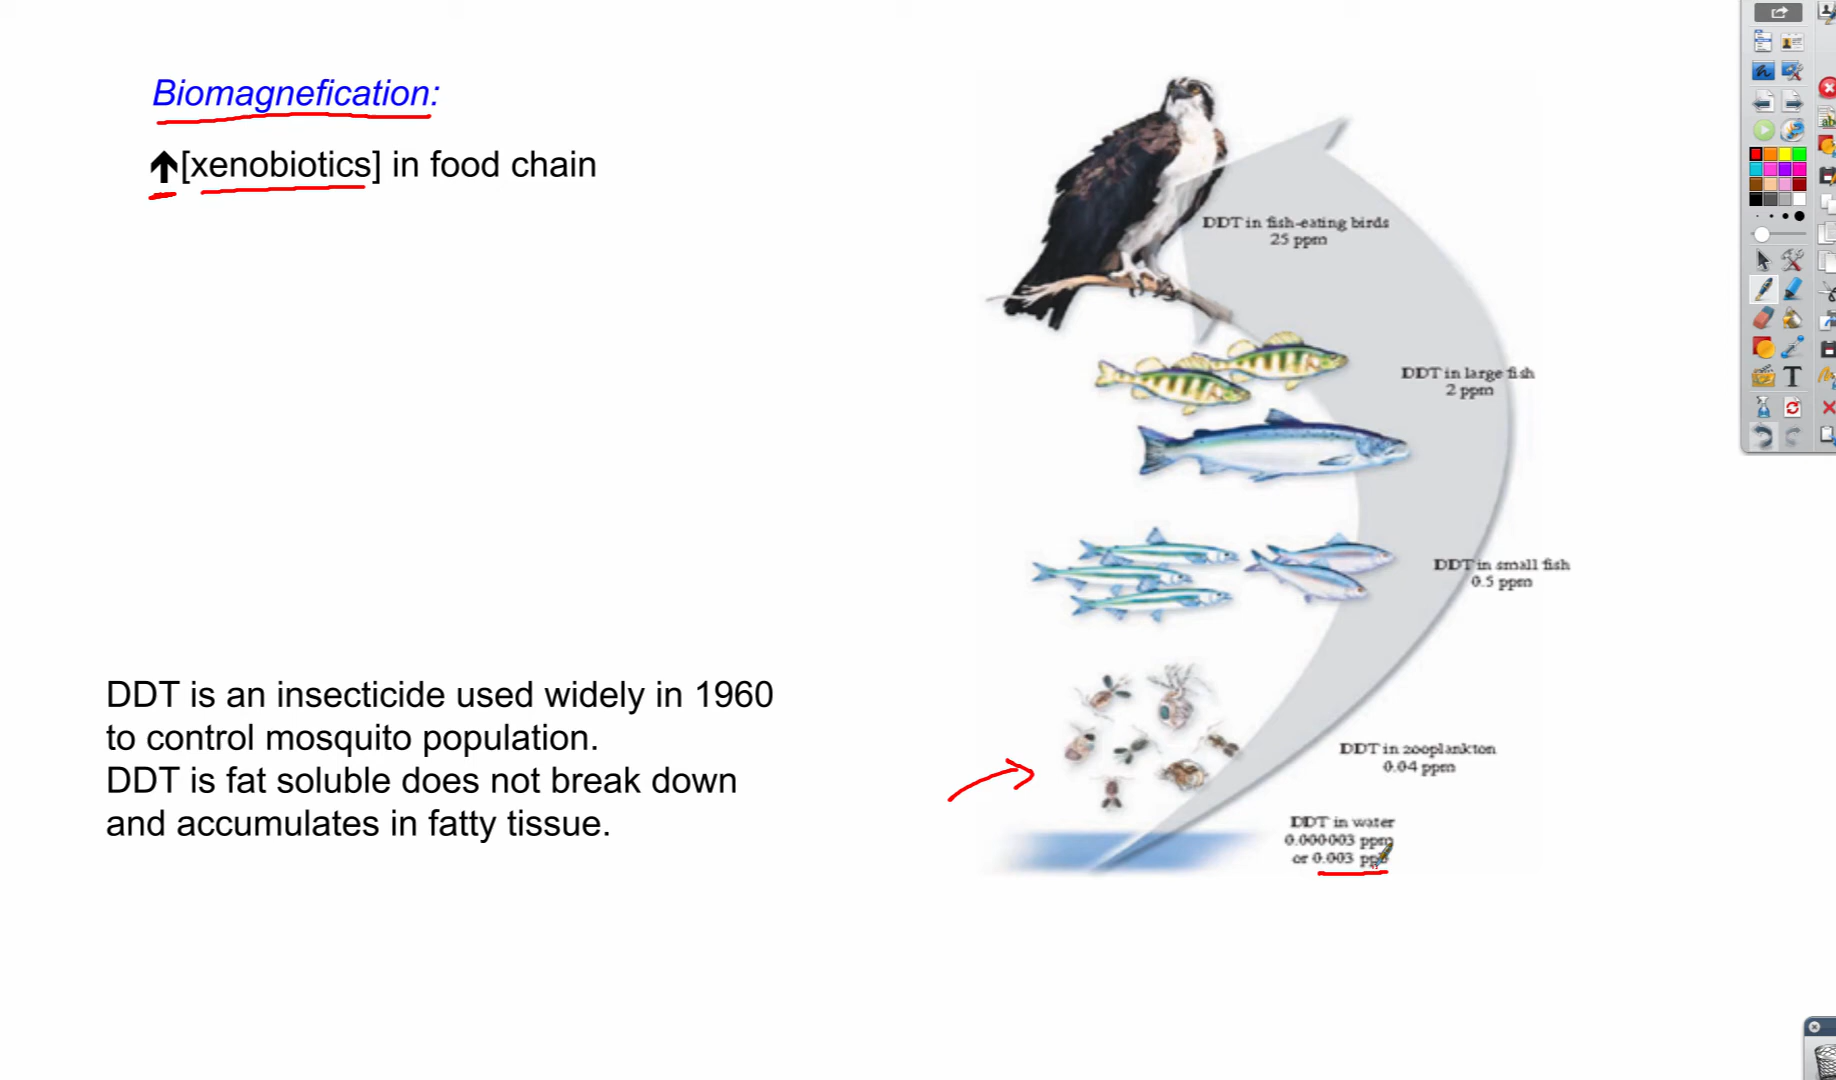 Biomagnefication:
↑[xenobiotics] in food chain
DDT in fish-eating birds
25 ppm
DDT in large fish
2 ppm
DDT in small fish
0.5 ppm
DDT is an insecticide used widely in 1960
to control mosquito population.
DDT is fat soluble does not break down
and accumulates in fatty tissue.
DDT in zooplankton
0.04 ppm
DDT in water
0.000003 ppm
or 0.003